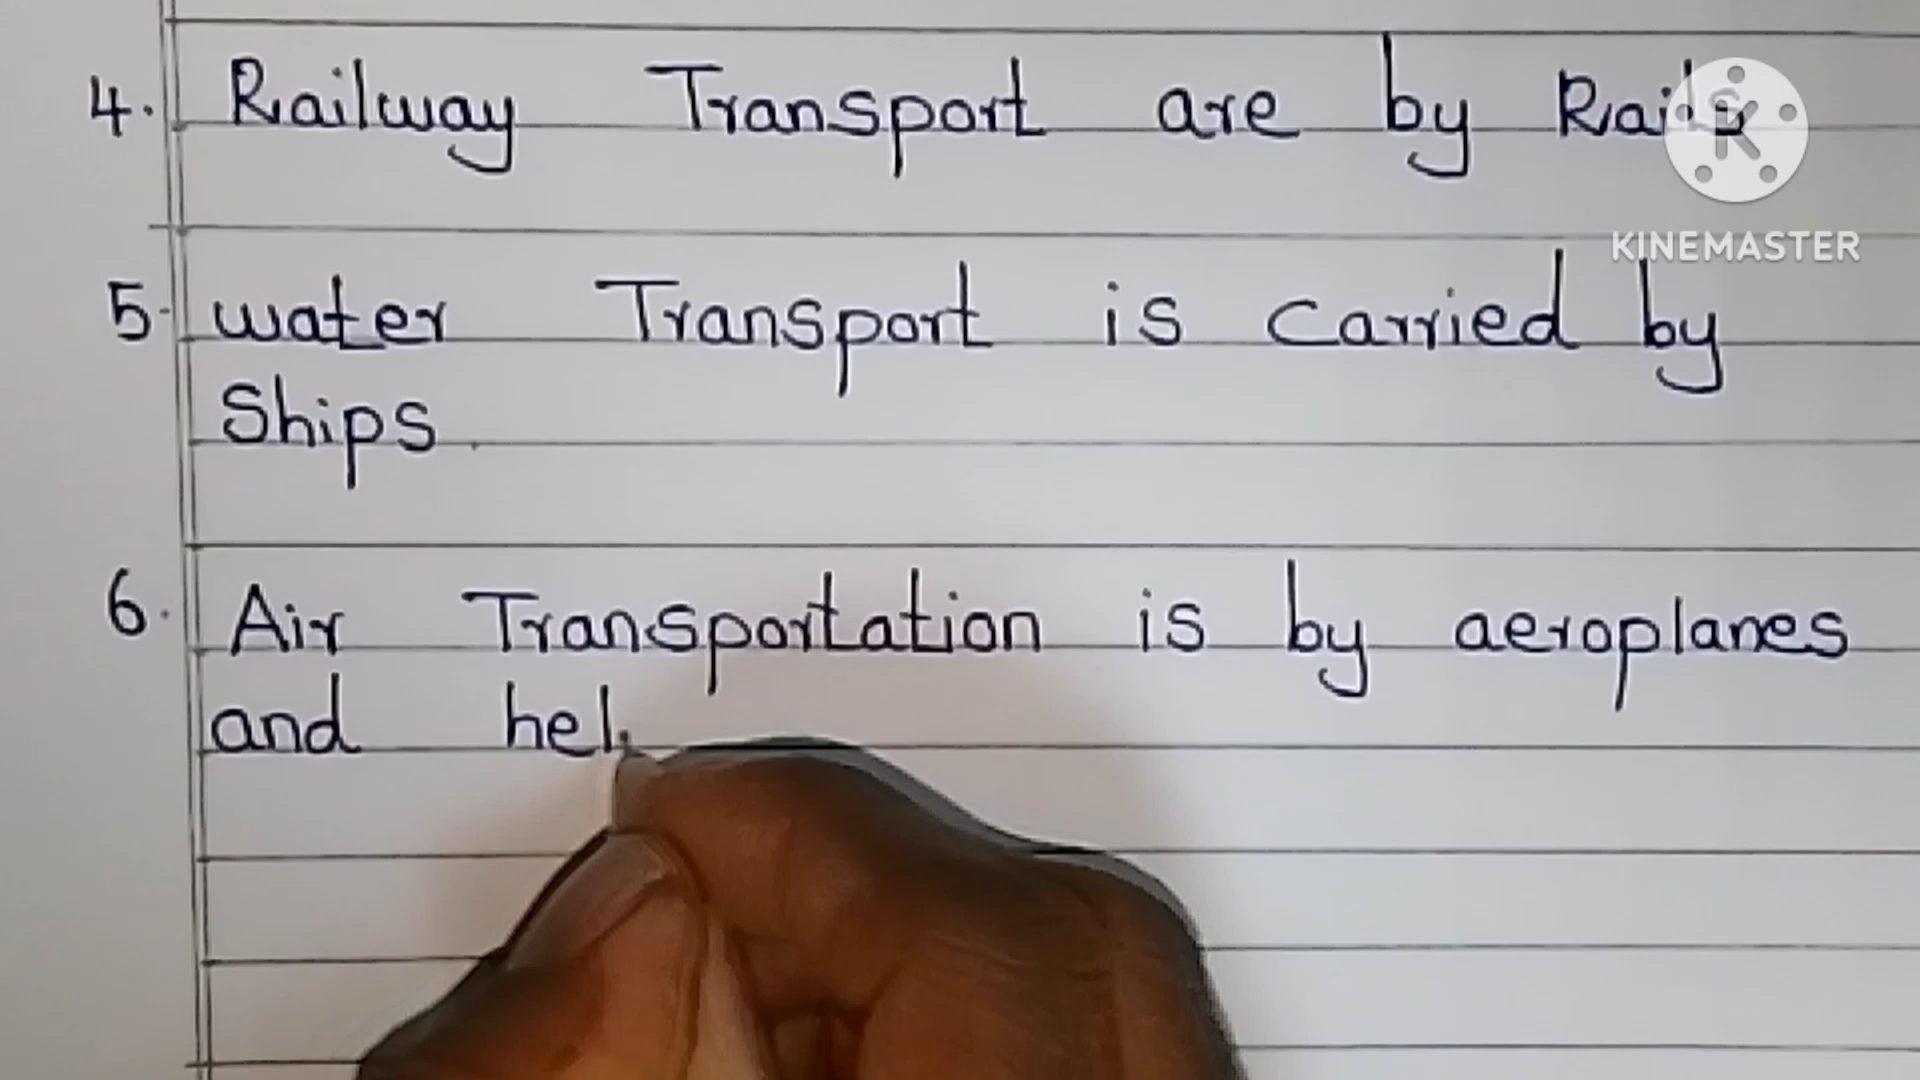 4. Railway Transport are by Rails
KINEMASTER
5. water Transport is carried by
Ships.
6. Air Transportation is by aeroplanes
and hel